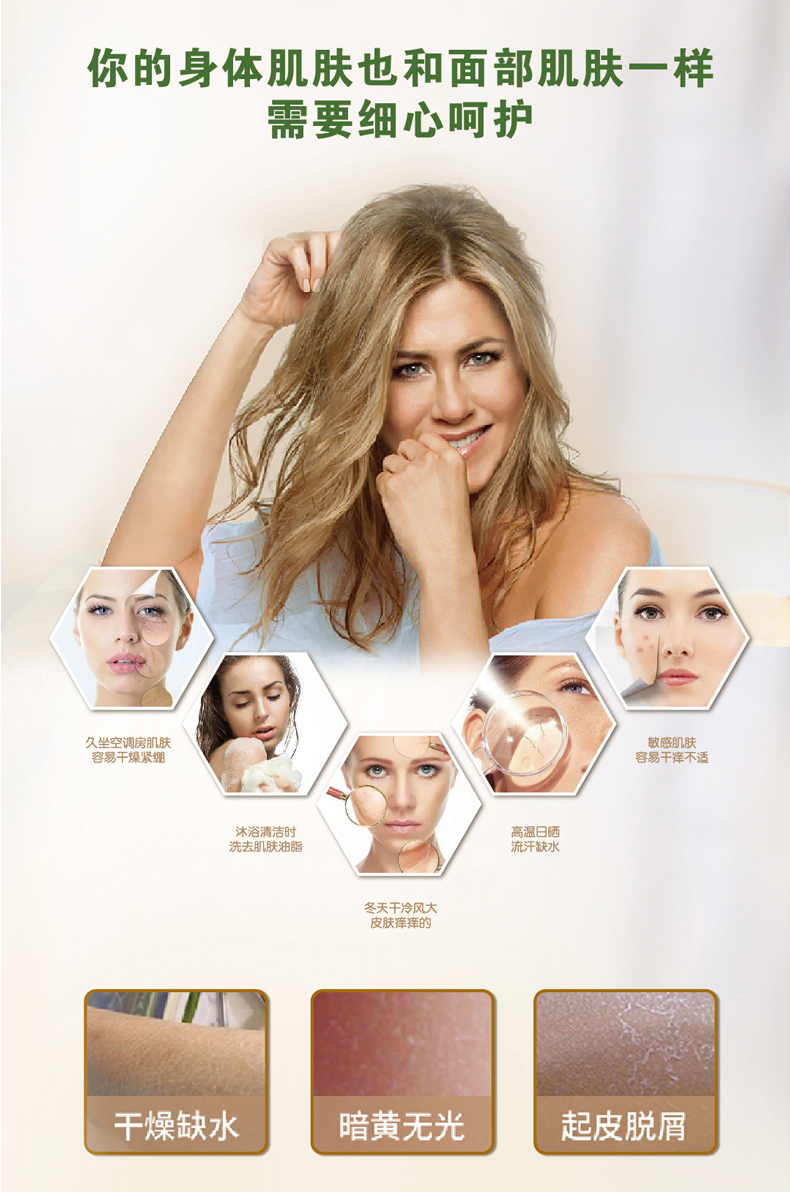 你的身体肌肤也和面部肌肤一样
需要细心呵护
久坐空调房肌肤
容易干燥紧绷
敏感肌肤
容易干痒不适
沐浴清洁时
洗去肌肤油脂
高温日晒
流汗缺水
冬天干冷风大
皮肤痒痒的
干燥缺水
暗黄无光
起皮脱屑